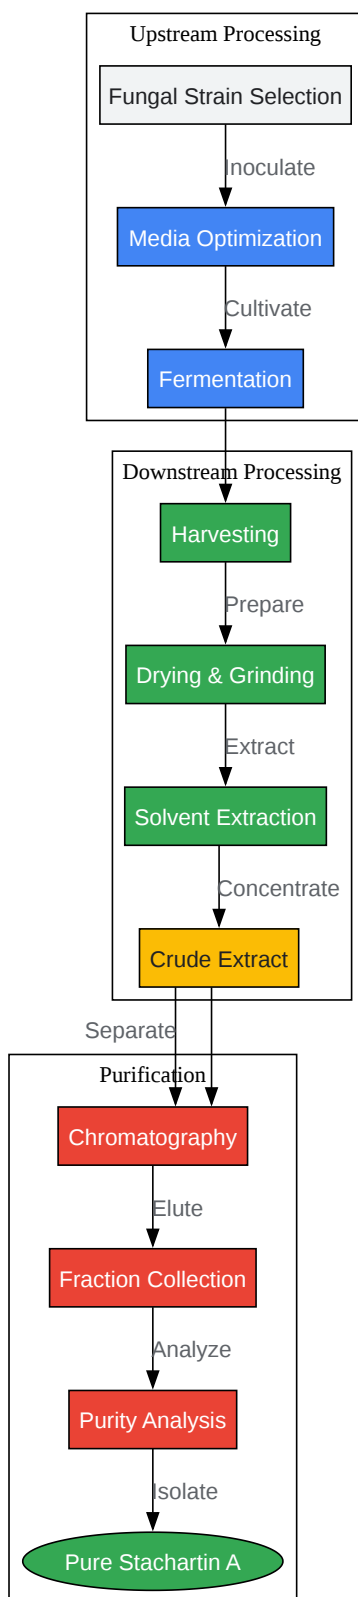 Upstream Processing
Fungal Strain Selection
Inoculate
Media Optimization
Cultivate
Fermentation
Downstream Processing
Harvesting
Prepare
Drying & Grinding
Extract
Solvent Extraction
Concentrate
Crude Extract
Separate
Purification
Chromatography
Elute
Fraction Collection
Analyze
Purity Analysis
Isolate
Pure Stachartin A